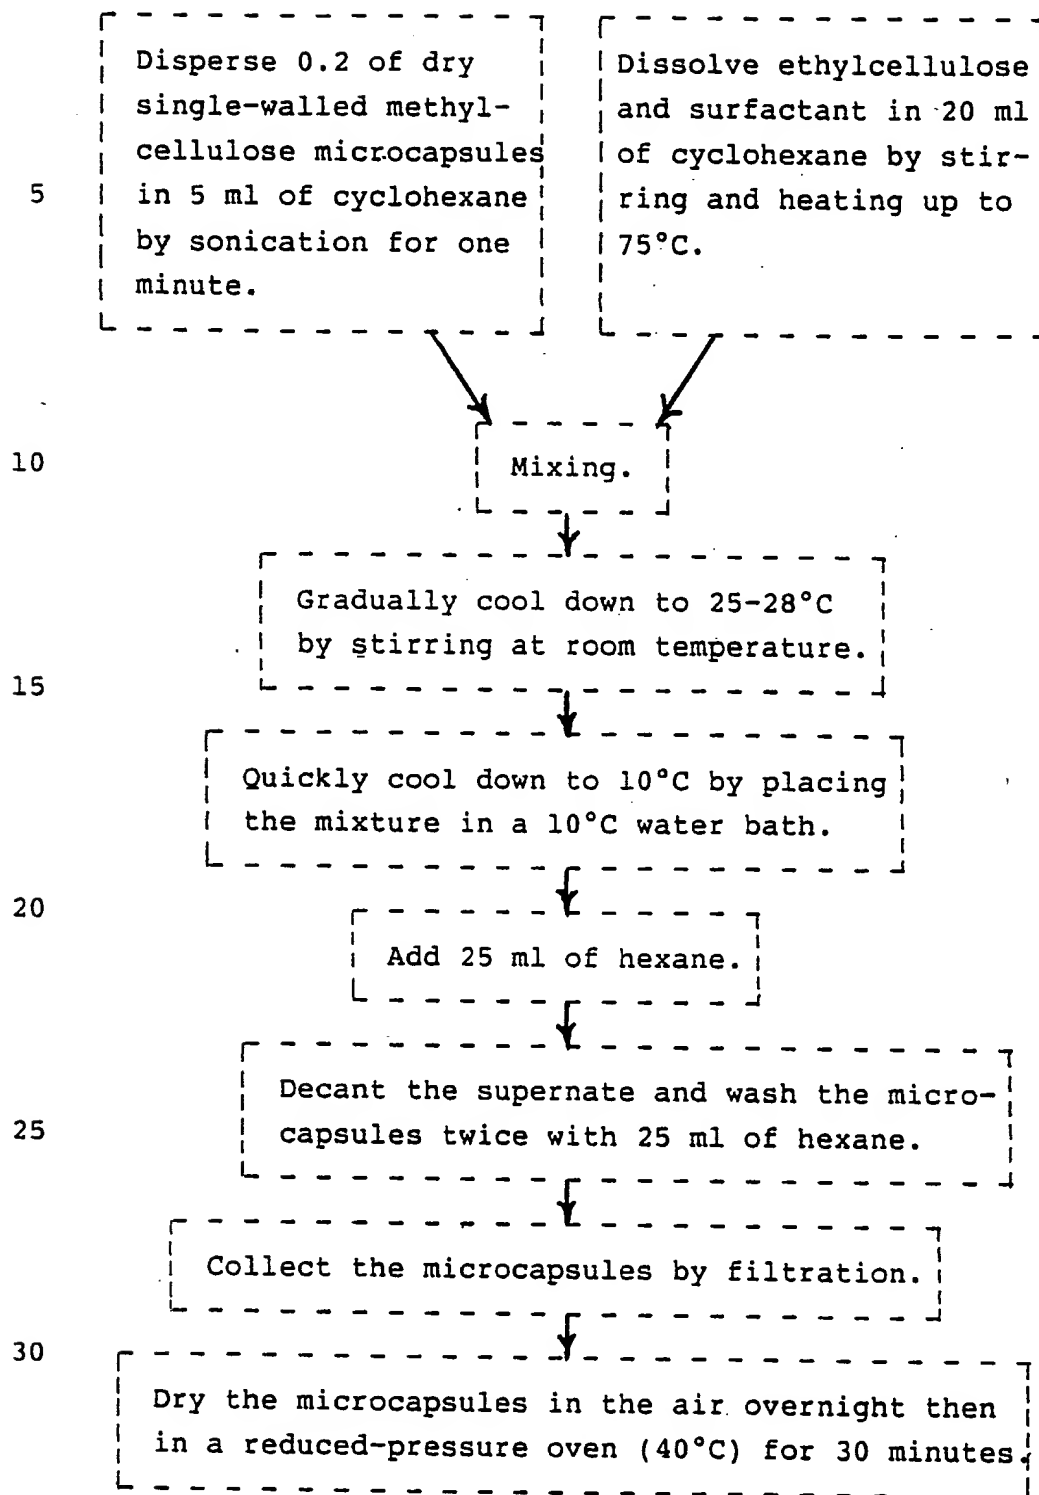 Disperse 0.2 of dry
single-walled methyl-
cellulose microcapsules
5 in 5 ml of cyclohexane
by sonication for one
minute.
Dissolve ethylcellulose
and surfactant in 20 ml
of cyclohexane by stir-
ring and heating up to
75°C.
10 Mixing.
Gradually cool down to 25-28°C
by stirring at room temperature.
15
Quickly cool down to 10°C by placing
the mixture in a 10°C water bath.
20
Add 25 ml of hexane.
Decant the supernate and wash the micro-
25 capsules twice with 25 ml of hexane.
Collect the microcapsules by filtration.
30
Dry the microcapsules in the air overnight then
in a reduced-pressure oven (40°C) for 30 minutes.